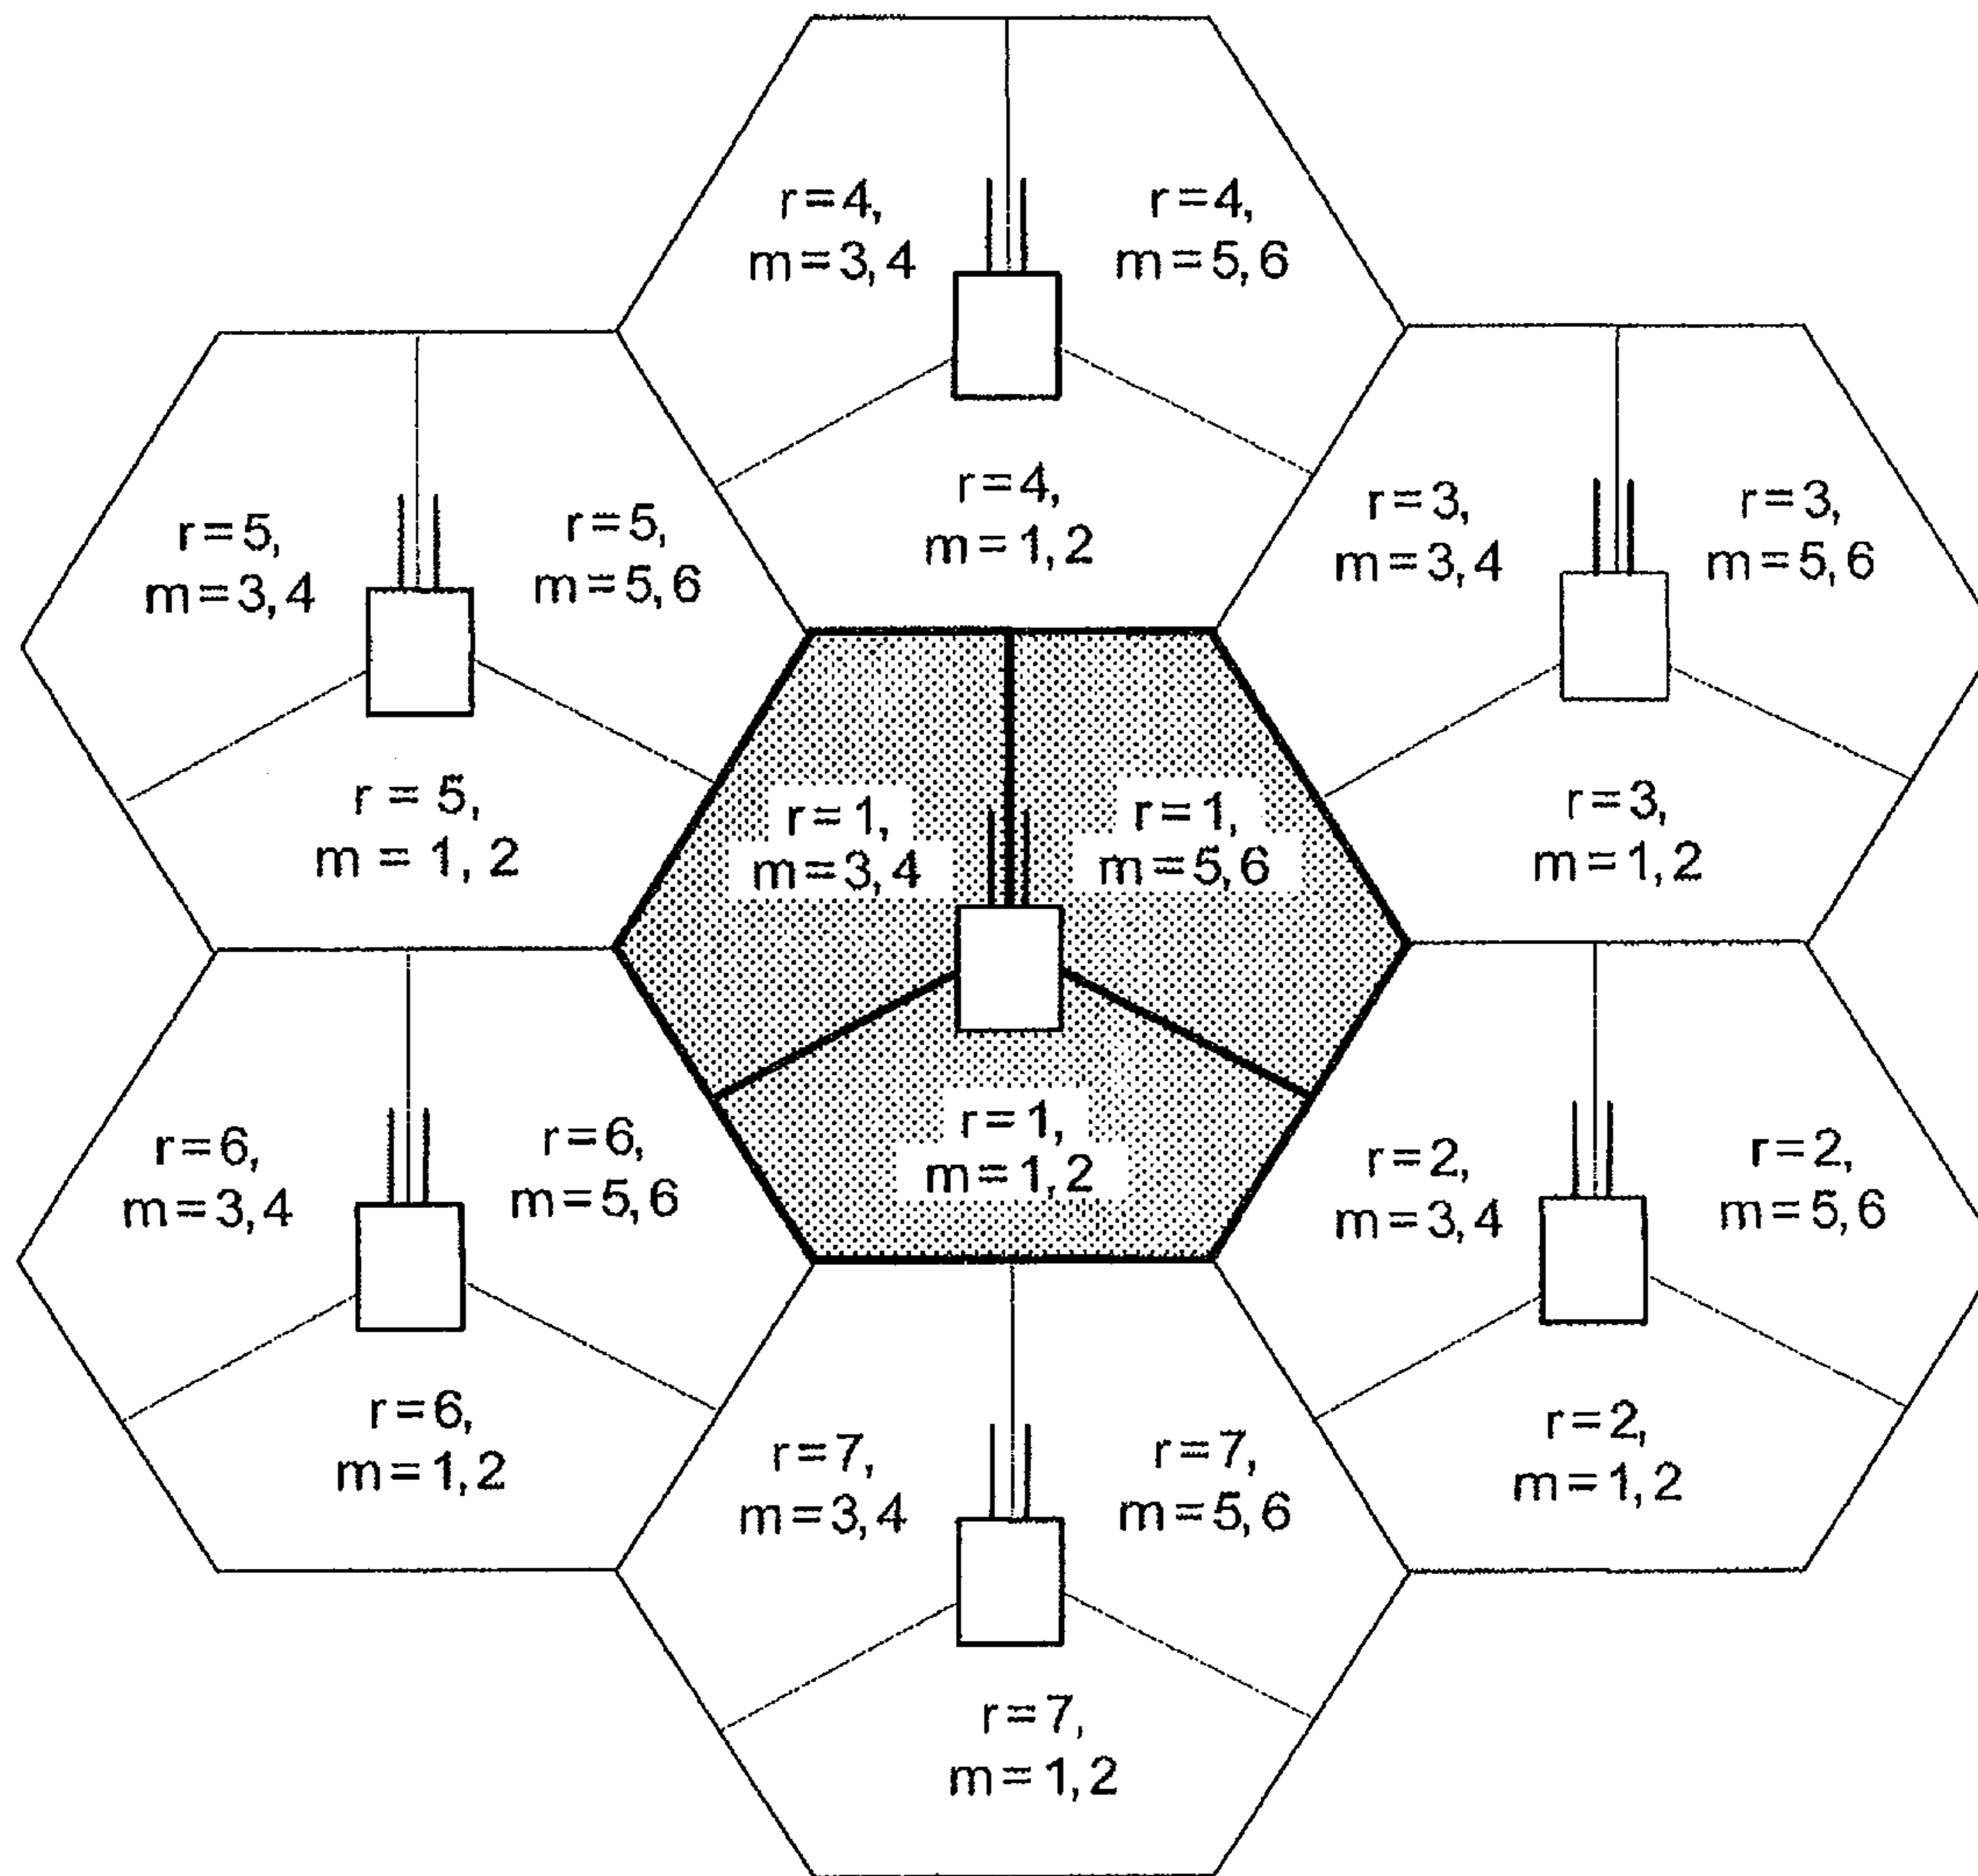 r=4,
m=3,4
r=4,
m=5,6
r=4,
m=1,2
r=5,
m=3,4
r=5,
m=5,6
r = 5,
m = 1, 2
r=3,
m=3,4
r=3,
m=5,6
r=3,
m=1,2
r=1,
m=3,4
r=1,
m=5,6
r=1,
m=1,2
r=6,
m=3,4
r=6,
m=5,6
r=6,
m=1,2
r=2,
m=3,4
r=2,
m=5,6
r=2,
m=1,2
r=7,
m=3,4
r=7,
m=5,6
r=7,
m=1,2